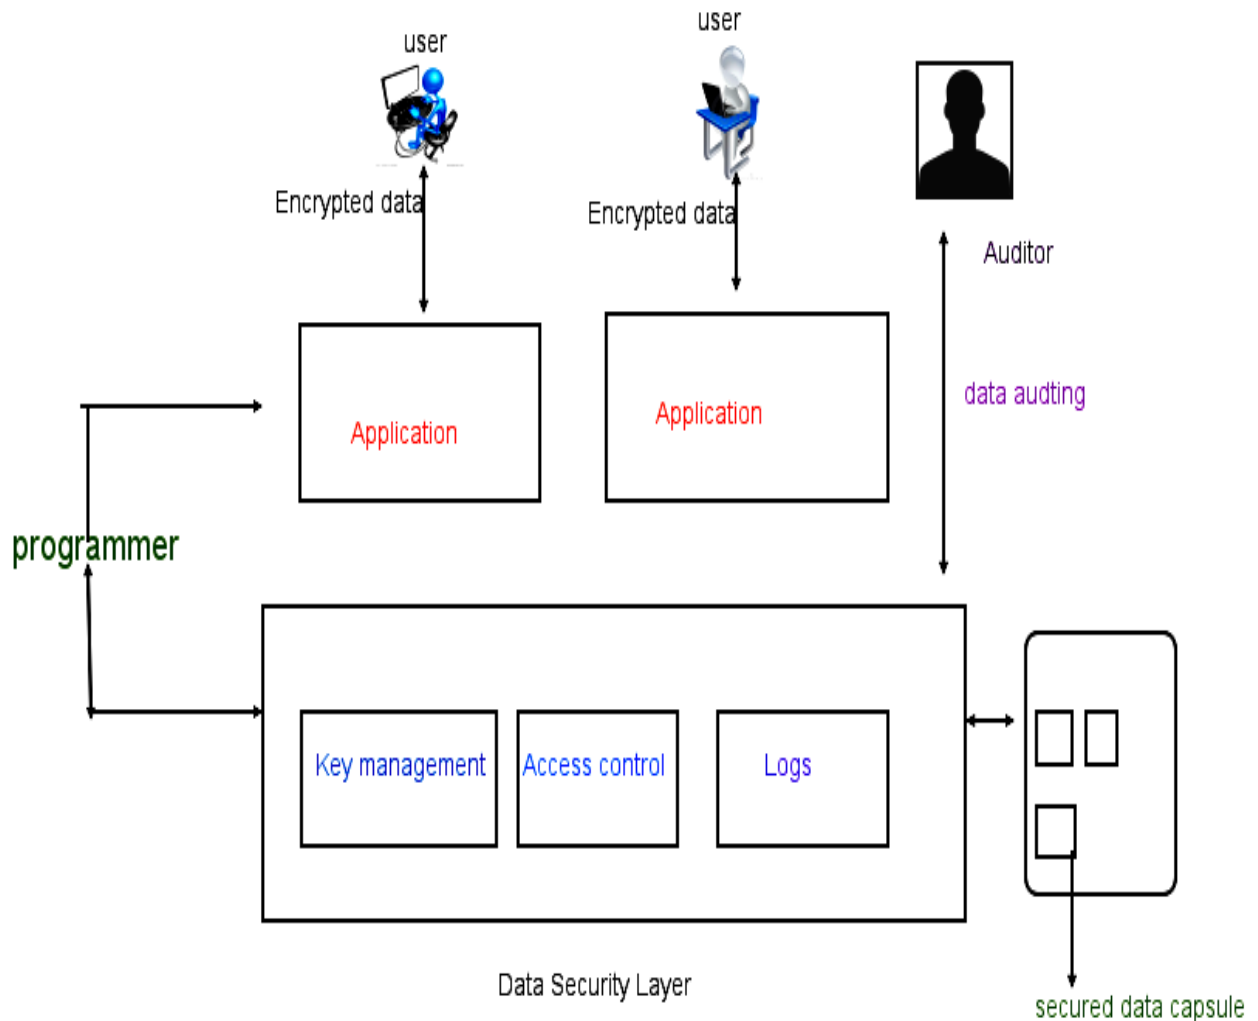 user
user
Encrypted data
Encrypted data
Auditor
data audting
Application
Application
programmer
Key management
Access control
Logs
Data Security Layer
secured data capsule